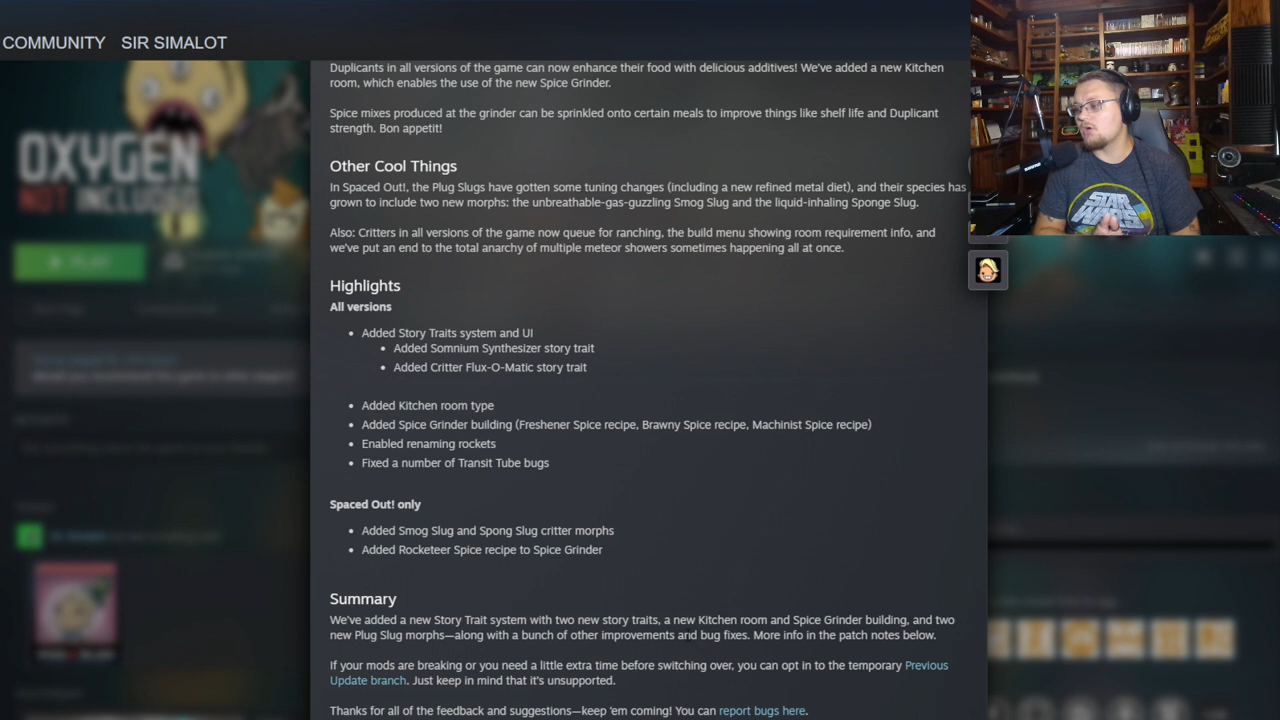 COMMUNITY SIR SIMALOT
Duplicants in all versions of the game can now enhance their food with delicious additives! We've added a new Kitchen
room, which enables the use of the new Spice Grinder.
Spice mixes produced at the grinder can be sprinkled onto certain meals to improve things like shelf life and Duplicant
strength. Bon appetit!
OXYGEN
NOT INCLUDED
Other Cool Things
In Spaced Out!, the Plug Slugs have gotten some tuning changes (including a new refined metal diet), and their species has
grown to include two new morphs: the unbreathable-gas-guzzling Smog Slug and the liquid-inhaling Sponge Slug.
Also: Critters in all versions of the game now queue for ranching, the build menu showing room requirement info, and
we've put an end to the total anarchy of multiple meteor showers sometimes happening all at once.
PLAY
Highlights
All versions
• Added Story Traits system and UI
• Added Somnium Synthesizer story trait
• Added Critter Flux-O-Matic story trait
• Added Kitchen room type
• Added Spice Grinder building (Freshener Spice recipe, Brawny Spice recipe, Machinist Spice recipe)
• Enabled renaming rockets
• Fixed a number of Transit Tube bugs
Spaced Out! only
• Added Smog Slug and Spong Slug critter morphs
• Added Rocketeer Spice recipe to Spice Grinder
Summary
We've added a new Story Trait system with two new story traits, a new Kitchen room and Spice Grinder building, and two
new Plug Slug morphs—along with a bunch of other improvements and bug fixes. More info in the patch notes below.
If your mods are breaking or you need a little extra time before switching over, you can opt in to the temporary Previous
Update branch. Just keep in mind that it's unsupported.
Thanks for all of the feedback and suggestions—keep 'em coming! You can report bugs here.
STAR
WARS